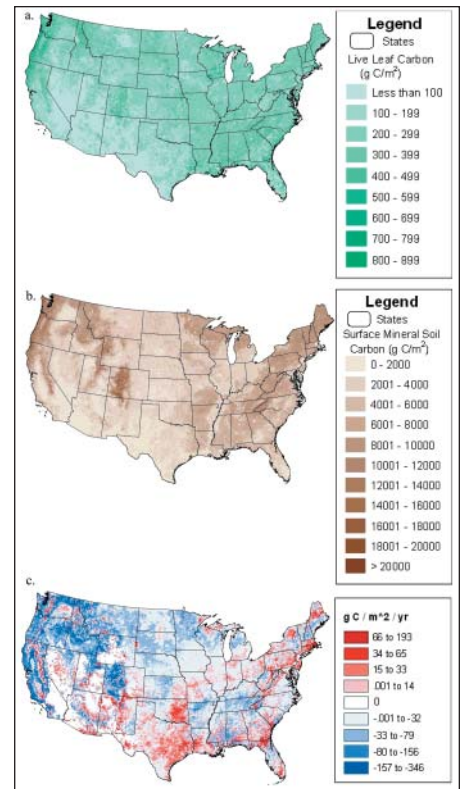 a.
Legend
States
Live Leaf Carbon
(g C/m²)
Less than 100
100 - 199
200 - 299
300 - 399
400 - 499
500 - 599
600 - 699
700 - 799
800 - 899
b.
Legend
States
Surface Mineral Soil
Carbon (g C/m²)
0 - 2000
2001 - 4000
4001 - 6000
6001 - 8000
8001 - 10000
10001 - 12000
12001 - 14000
14001 - 16000
16001 - 18000
18001 - 20000
> 20000
c.
g C / m^2 / yr
66 to 193
34 to 65
15 to 33
.001 to 14
0
-.001 to -32
-33 to -79
-80 to -156
-157 to -346